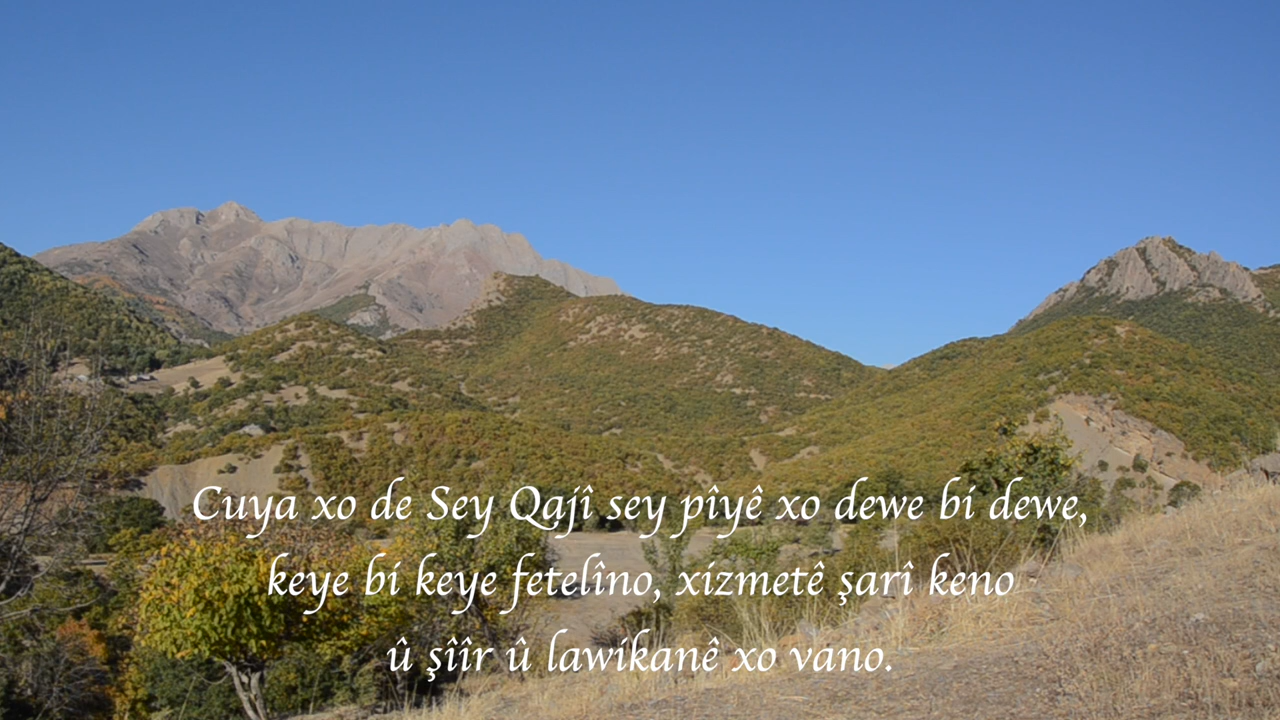 Cuya xo de Sey Qajî sey pîyê xo dewe bi dewe,
keye bi keye fetelîno, xizmetê şarî keno
û şîîr û lawikanê xo vano.